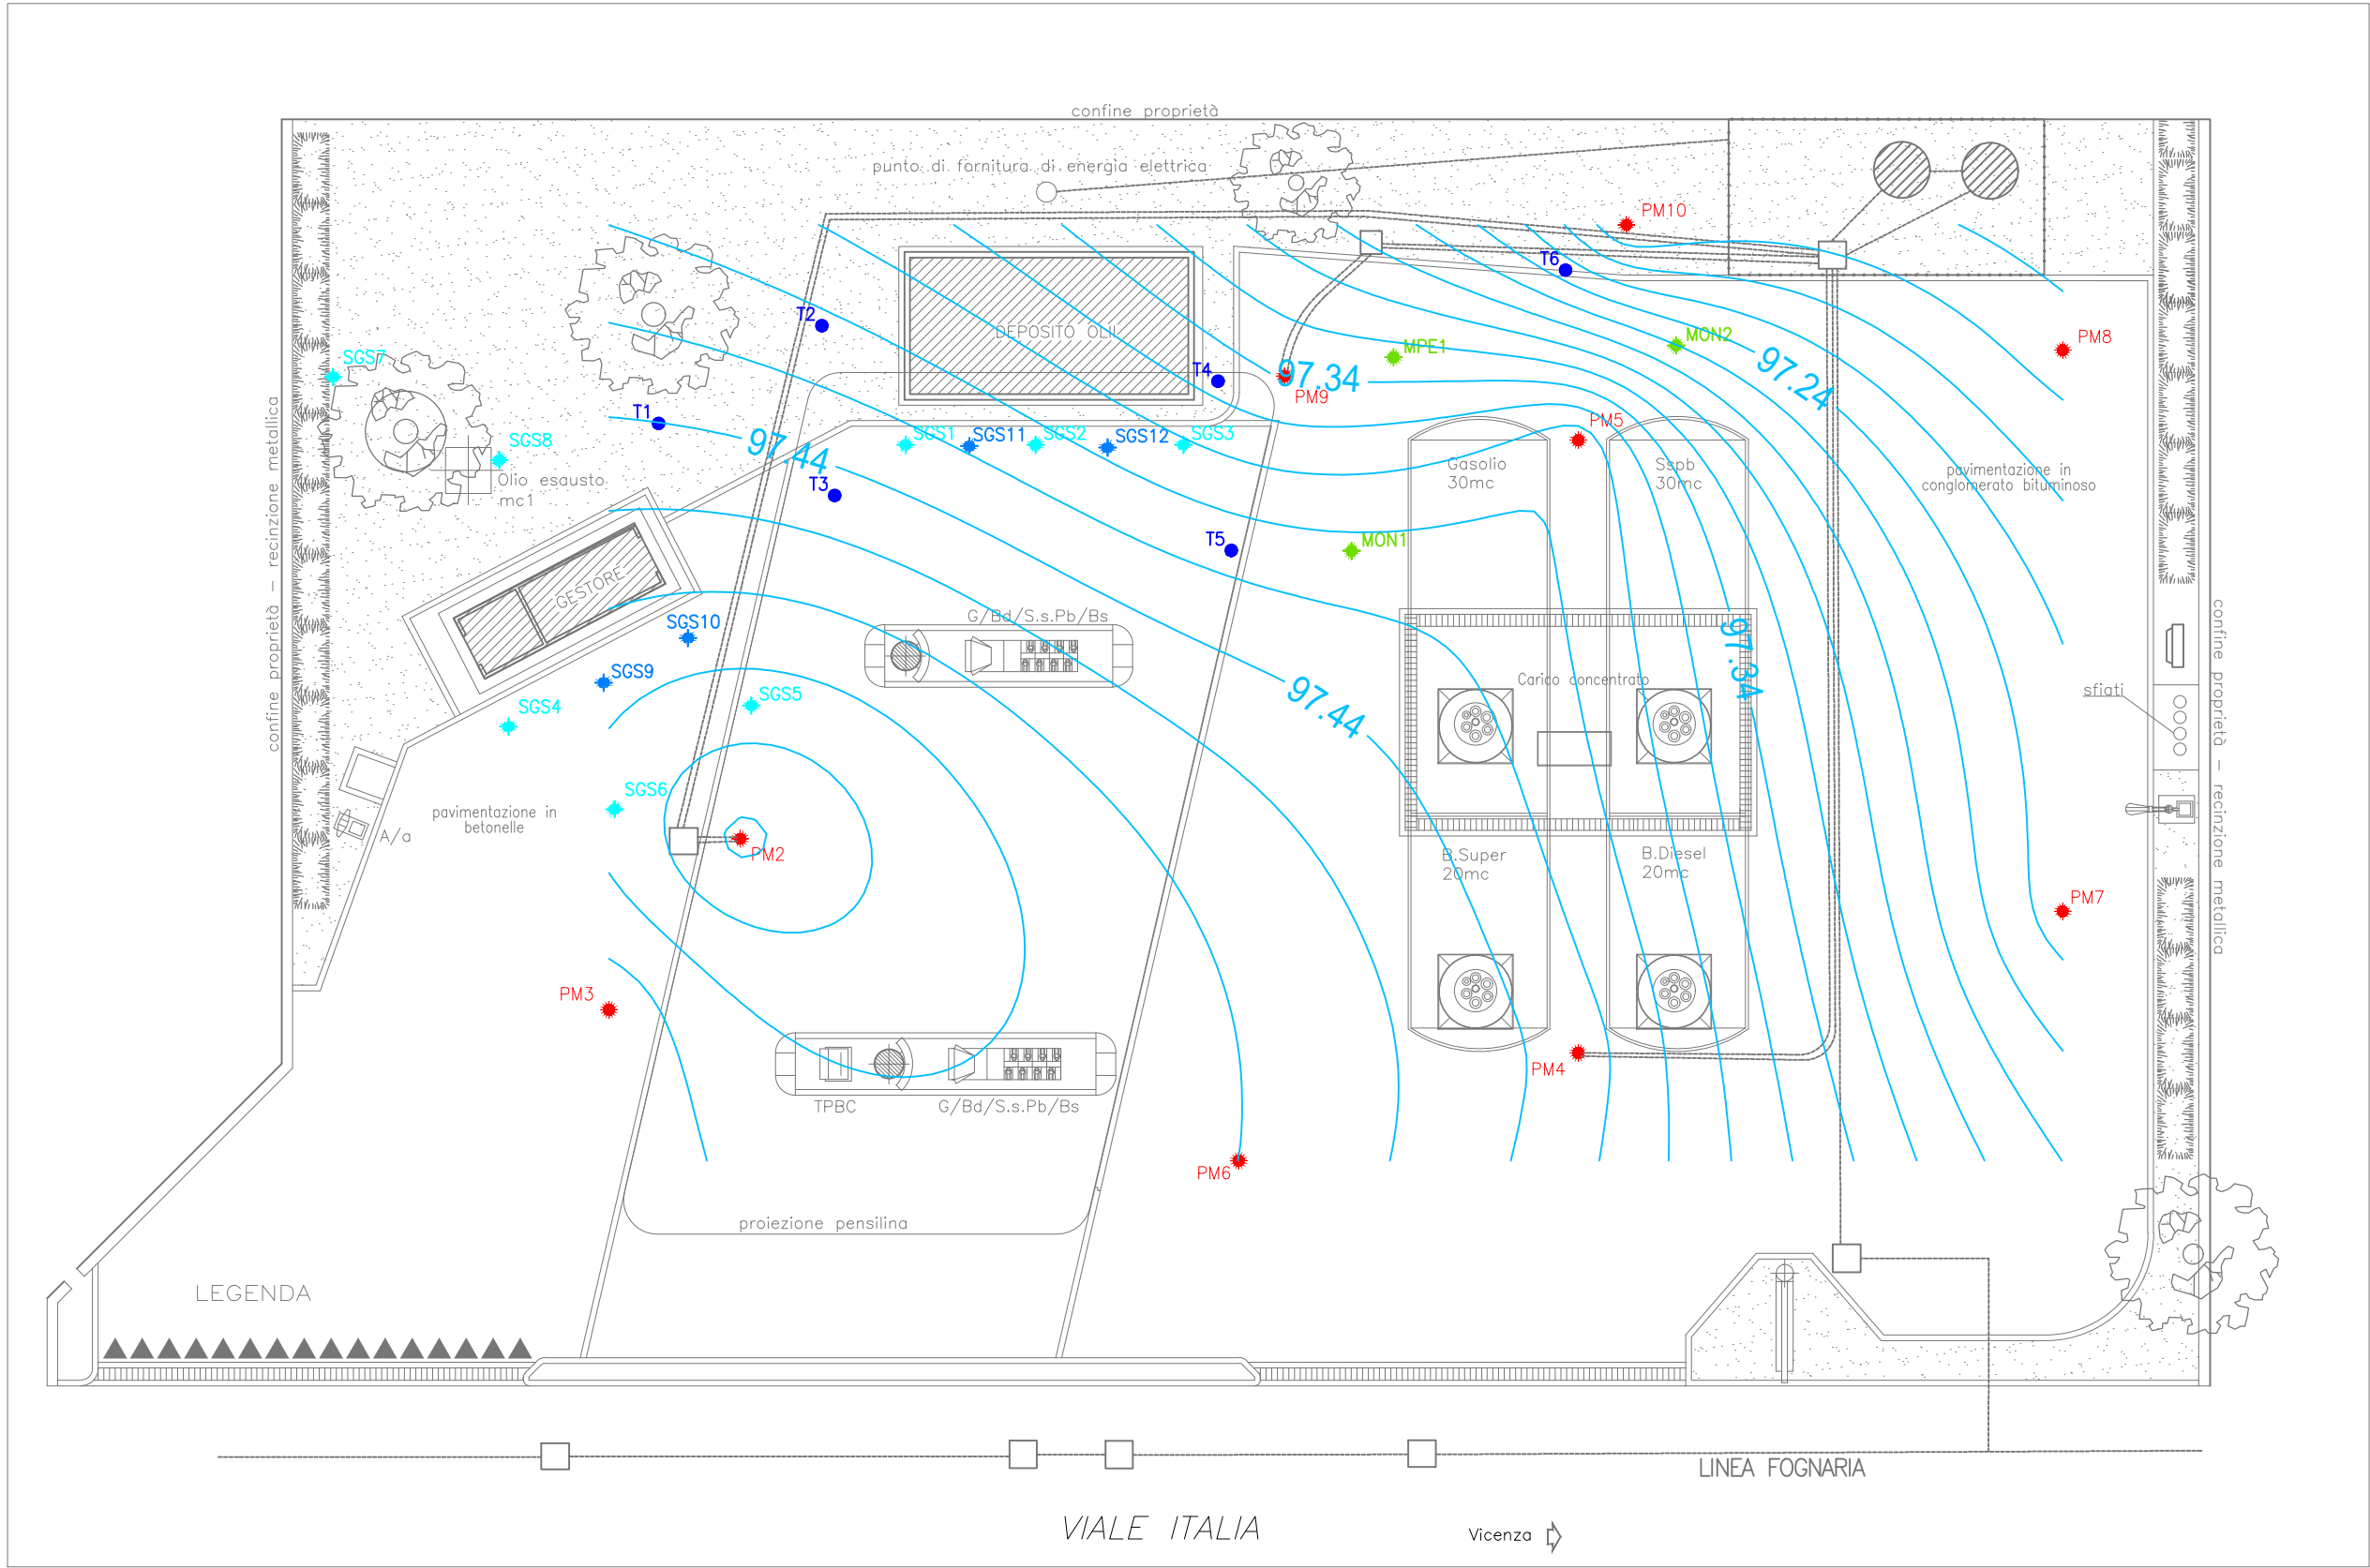 confine proprietà
punto di fornitura di energia elettrica
PM10
T6
T2
DEPOSITO OLII
MON2
PM8
MPE1
97.24
SGS7
T4
97.34
PM9
T1
PM5
SGS8
97.44
SGS1
SGS11
SGS2
SGS12
SGS3
Gasolio
30mc
Sspb
30mc
pavimentazione in
conglomerato bituminoso
Olio esausto
mc1
T3
T5
MON1
confine proprietà - recinzione metallica
GESTORE
SGS10
G/Bd/S.s.Pb/Bs
97.34
SGS9
Carico concentrato
SGS4
SGS5
97.44
sfiati
confine proprietà - recinzione metallica
SGS6
pavimentazione in
betonelle
A/a
PM2
B.Super
20mc
B.Diesel
20mc
PM7
PM3
PM4
TPBC
G/Bd/S.s.Pb/Bs
PM6
proiezione pensilina
LEGENDA
LINEA FOGNARIA
VIALE ITALIA
Vicenza